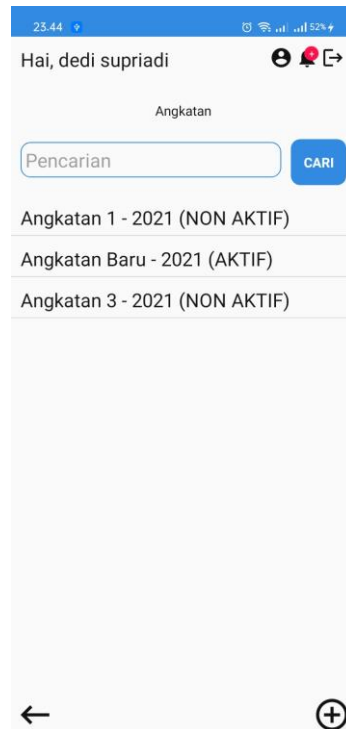 23.44 52%
Hai, dedi supriadi
Angkatan
Pencarian CARI
Angkatan 1 - 2021 (NON AKTIF)
Angkatan Baru - 2021 (AKTIF)
Angkatan 3 - 2021 (NON AKTIF)